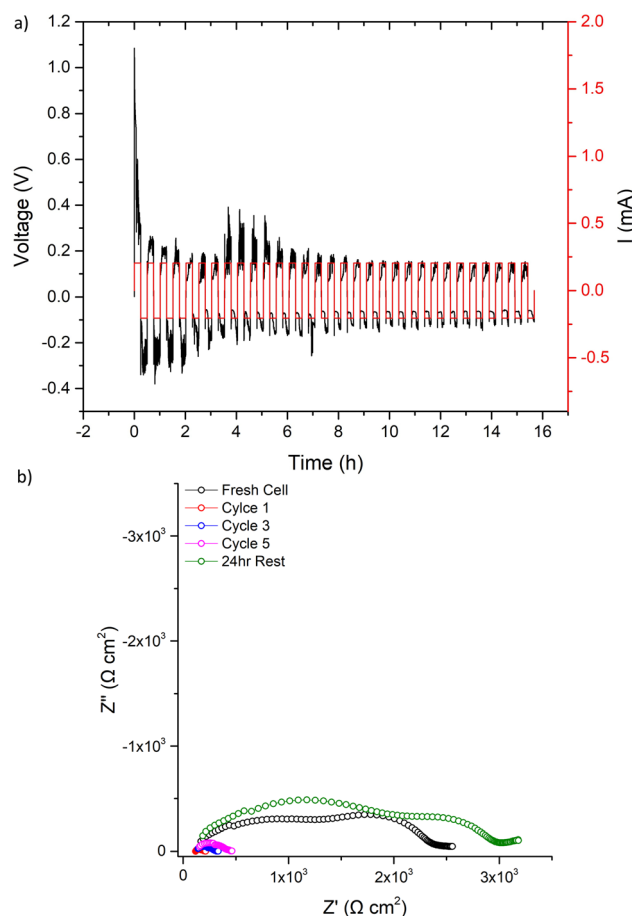 a)
1.2
1.0
0.8
0.6
0.4
0.2
0.0
-0.2
-0.4
Voltage (V)
2.0
1.5
1.0
0.5
0.0
-0.5
I (mA)
-2 0 2 4 6 8 10 12 14 16
Time (h)
b)
Fresh Cell
Cylce 1
Cycle 3
Cycle 5
24hr Rest
-3x10³
-2x10³
-1x10³
0
Z'' (Ω cm²)
0 1x10³ 2x10³ 3x10³
Z' (Ω cm²)